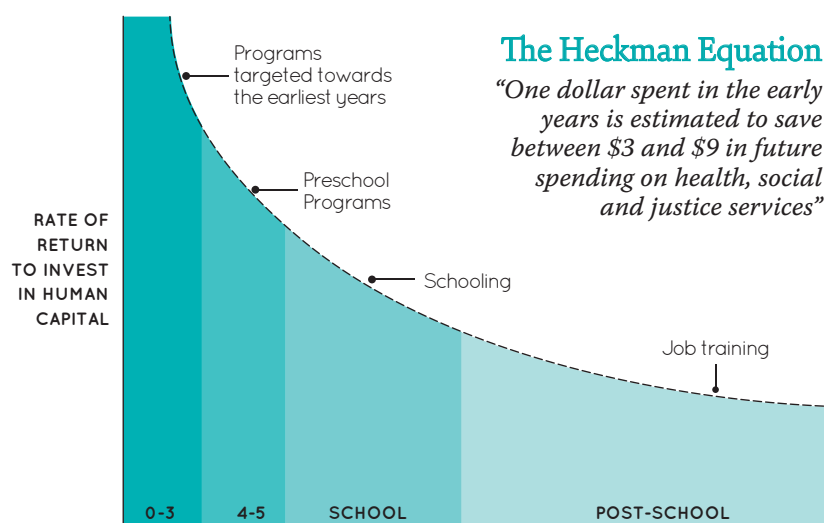 The Heckman Equation
“One dollar spent in the early
years is estimated to save
between $3 and $9 in future
spending on health, social
and justice services”
Programs
targeted towards
the earliest years
Preschool
Programs
Schooling
Job training
RATE OF
RETURN
TO INVEST
IN HUMAN
CAPITAL
0-3
4-5
SCHOOL
POST-SCHOOL